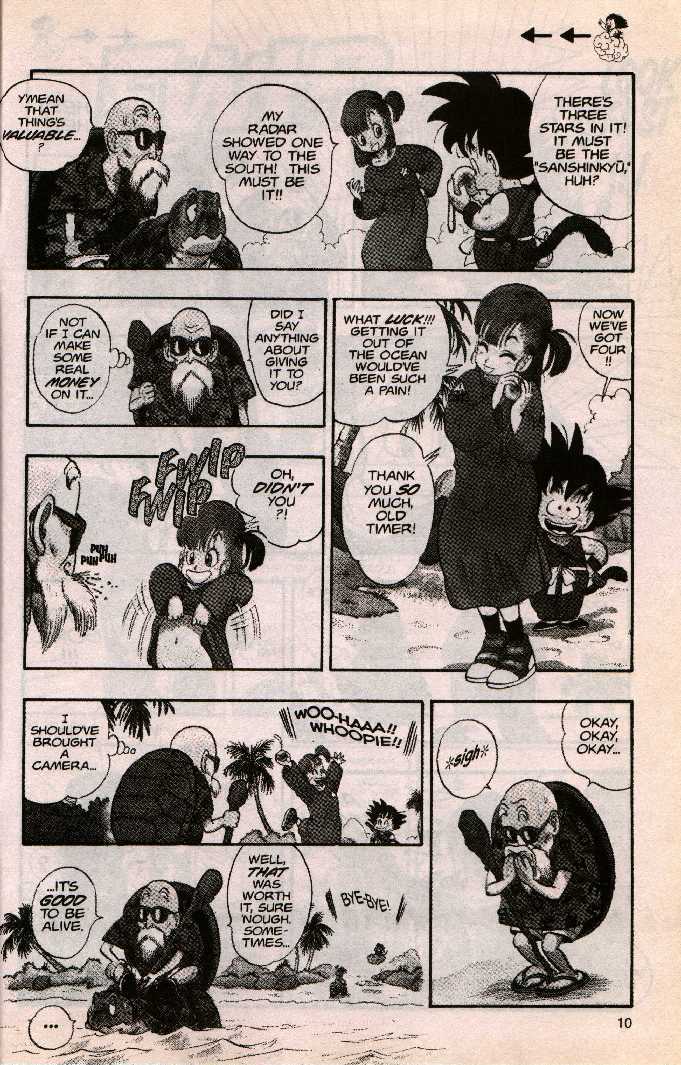 THERE'S
THREE
STARS IN IT!
IT MUST
BE THE
"SANSHINKYŪ,"
HUH?
MY
RADAR
SHOWED ONE
WAY TO THE
SOUTH! THIS
MUST BE
IT!!
Y'MEAN
THAT
THING'S
VALUABLE...
?
NOW
WE'VE
GOT
FOUR
!!
WHAT LUCK!!!
GETTING IT
OUT OF
THE OCEAN
WOULD'VE
BEEN SUCH
A PAIN!
THANK
YOU SO
MUCH,
OLD
TIMER!
DID I
SAY
ANYTHING
ABOUT
GIVING
IT TO
YOU?
NOT
IF I CAN
MAKE
SOME
REAL
MONEY
ON IT...
OH,
DIDN'T
YOU
?!
FWIP
FWIP
FWIP
PUH
PUH PUH
OKAY,
OKAY,
OKAY...
*sigh*
WOO-HAAA!!
WHOOPIE!!
I
SHOULD'VE
BROUGHT
A
CAMERA...
BYE-BYE!
WELL,
THAT
WAS
WORTH
IT, SURE
'NOUGH.
SOME-
TIMES...
...IT'S
GOOD
TO BE
ALIVE.
...
10